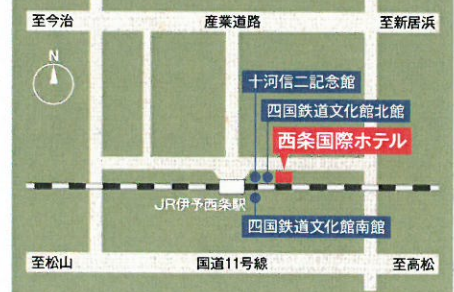 至今治 産業道路 至新居浜
N
十河信二記念館
四国鉄道文化館北館
西条国際ホテル
JR伊予西条駅
四国鉄道文化館南館
至松山 国道11号線 至高松